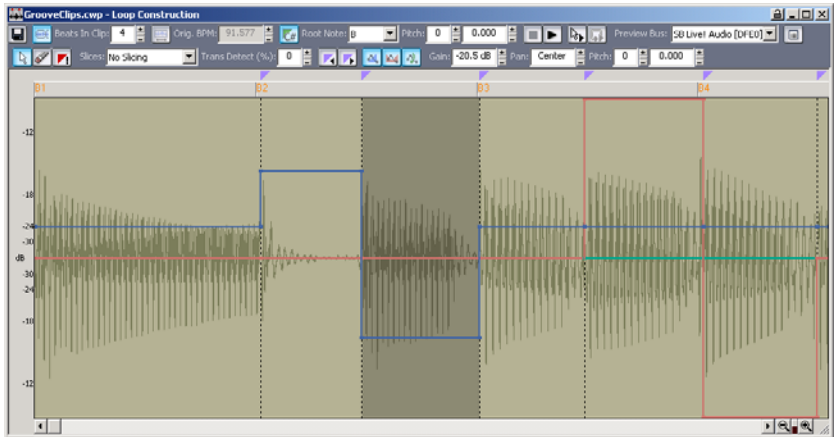 GrooveClips.cwp - Loop Construction
Beats In Clip: 4 Orig. BPM: 91.577 Root Note: B Pitch: 0 0.000 Preview Bus: SB Live! Audio [DFE0]
Slices: No Slicing Trans Detect (%): 0 Gain: -20.5 dB Pan: Center Pitch: 0 0.000
01 02 03 04
-12
-18
-24
-30
dB
-30
-24
-18
-12